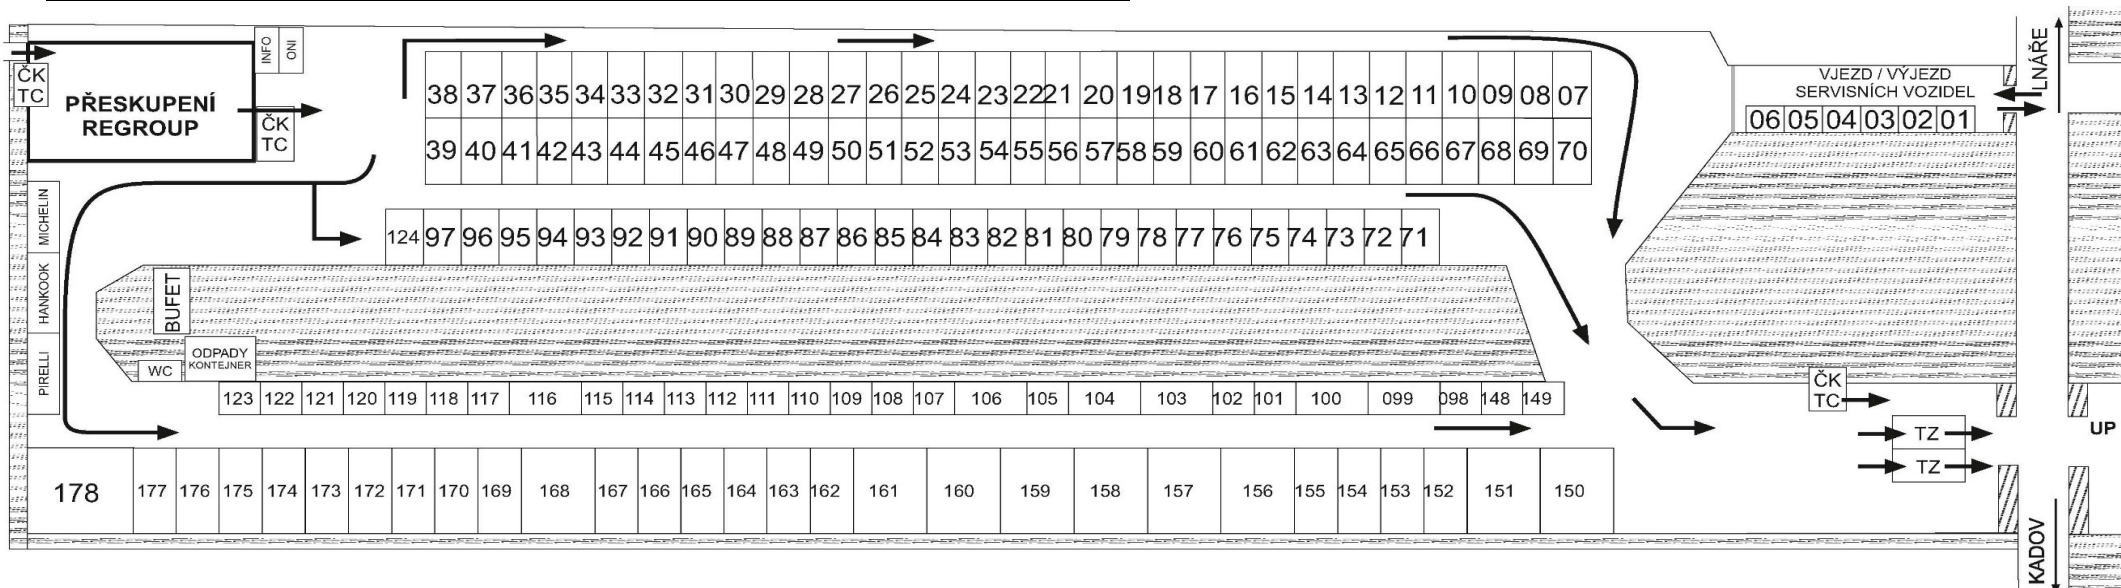 ČK
TC
PŘESKUPENÍ
REGROUP
ČK
TC
INFO
ONI
38 37 36 35 34 33 32 31 30 29 28 27 26 25 24 23 22 21 20 19 18 17 16 15 14 13 12 11 10 09 08 07
39 40 41 42 43 44 45 46 47 48 49 50 51 52 53 54 55 56 57 58 59 60 61 62 63 64 65 66 67 68 69 70
VJEZD / VÝJEZD
SERVISNÍCH VOZIDEL
06 05 04 03 02 01
LNÁŘE
MICHELIN
HANKOOK
PIRELLI
124 97 96 95 94 93 92 91 90 89 88 87 86 85 84 83 82 81 80 79 78 77 76 75 74 73 72 71
BUFET
WC
ODPADY
KONTEJNER
123 122 121 120 119 118 117 116 115 114 113 112 111 110 109 108 107 106 105 104 103 102 101 100 099 098 148 149
ČK
TC
TZ
TZ
UP
178 177 176 175 174 173 172 171 170 169 168 167 166 165 164 163 162 161 160 159 158 157 156 155 154 153 152 151 150
KADOV